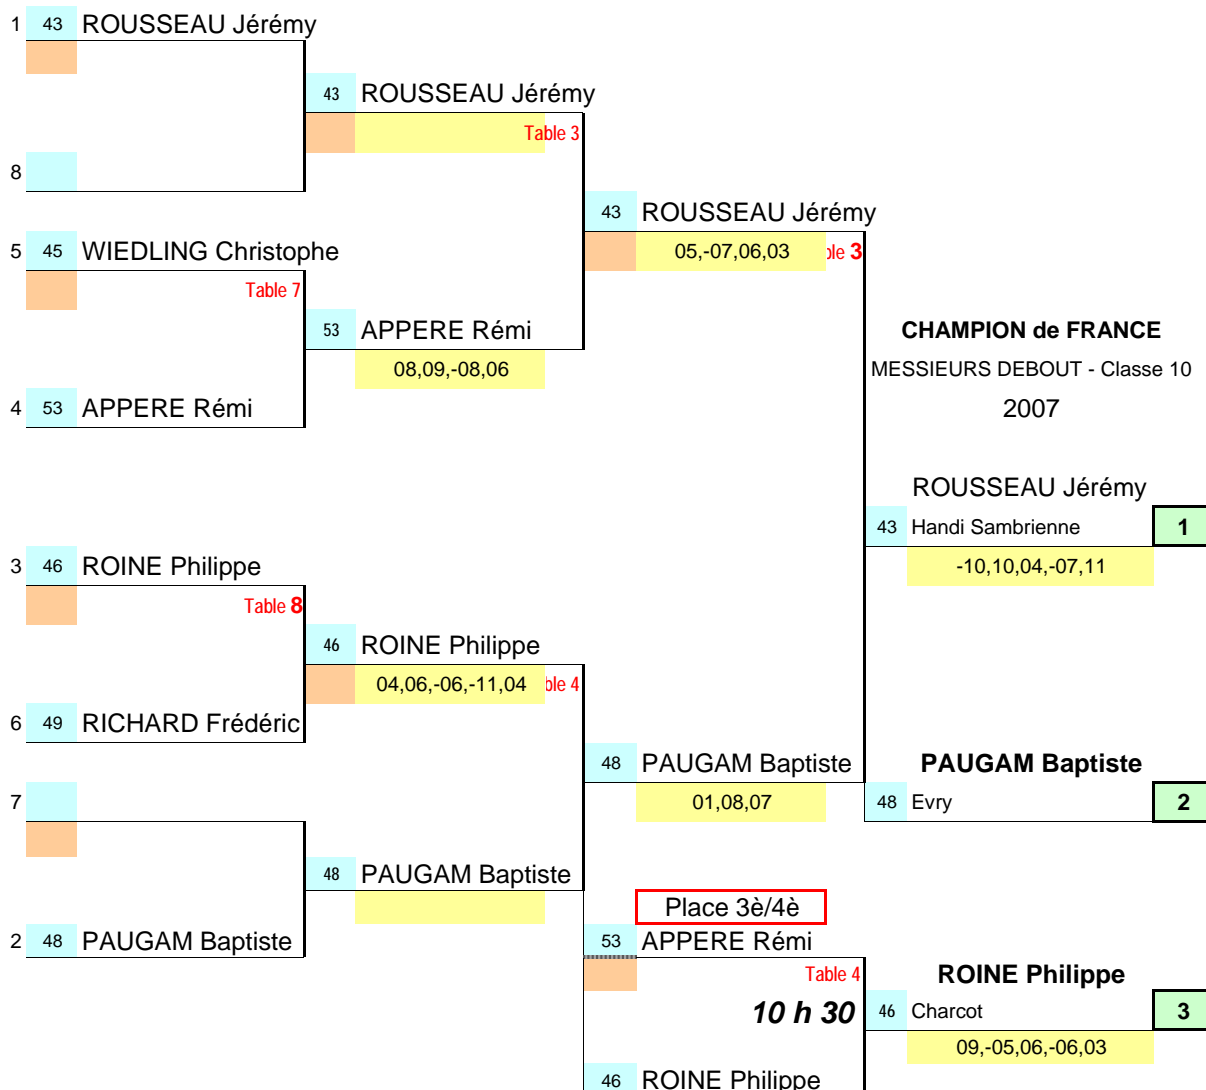 1 43 ROUSSEAU Jérémy
43 ROUSSEAU Jérémy
Table 3
8
43 ROUSSEAU Jérémy
5 45 WIEDLING Christophe
05,-07,06,03 ble 3
Table 7
53 APPERE Rémi
CHAMPION de FRANCE
08,09,-08,06
MESSIEURS DEBOUT - Classe 10
4 53 APPERE Rémi
2007
ROUSSEAU Jérémy
43 Handi Sambrienne 1
-10,10,04,-07,11
3 46 ROINE Philippe
Table 8
46 ROINE Philippe
04,06,-06,-11,04 ble 4
6 49 RICHARD Frédéric
48 PAUGAM Baptiste
PAUGAM Baptiste
7
01,08,07
48 Evry 2
48 PAUGAM Baptiste
Place 3è/4è
2 48 PAUGAM Baptiste
53 APPERE Rémi
Table 4
ROINE Philippe
10 h 30
46 Charcot 3
09,-05,06,-06,03
46 ROINE Philippe